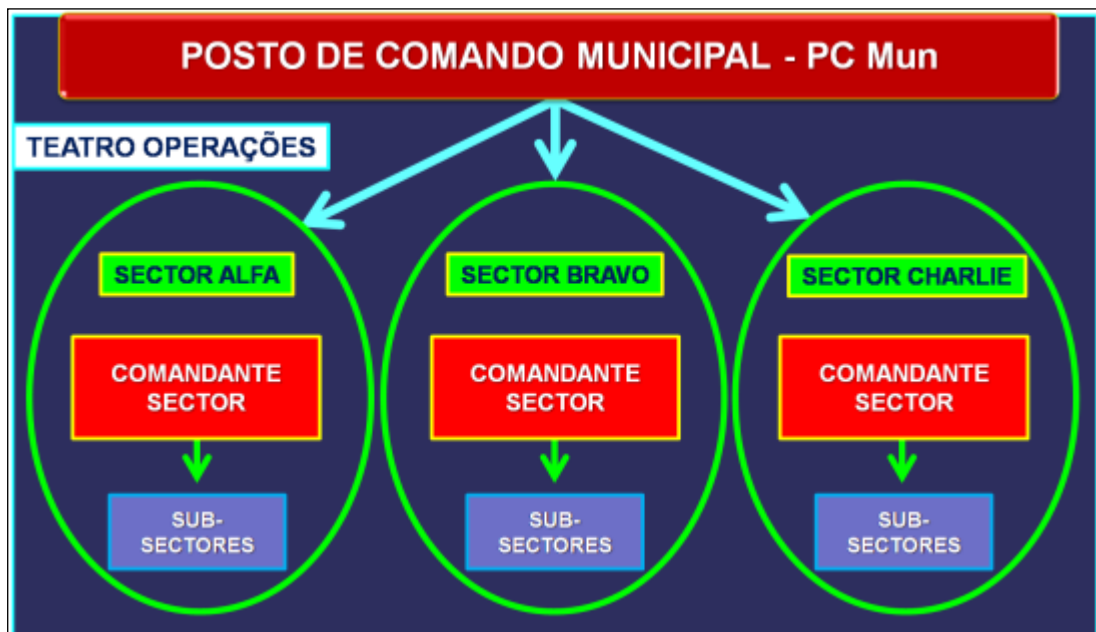 POSTO DE COMANDO MUNICIPAL - PC Mun
TEATRO OPERAÇÕES
SECTOR ALFA
COMANDANTE
SECTOR
SUB-
SECTORES
SECTOR BRAVO
COMANDANTE
SECTOR
SUB-
SECTORES
SECTOR CHARLIE
COMANDANTE
SECTOR
SUB-
SECTORES